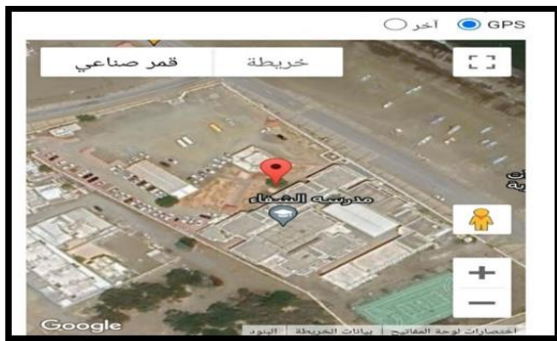 GPS آخر
خريطة قمر صناعي
مدرسة الشفاء
Google
اختصارات لوحة المفاتيح | بيانات الخريطة | البنود